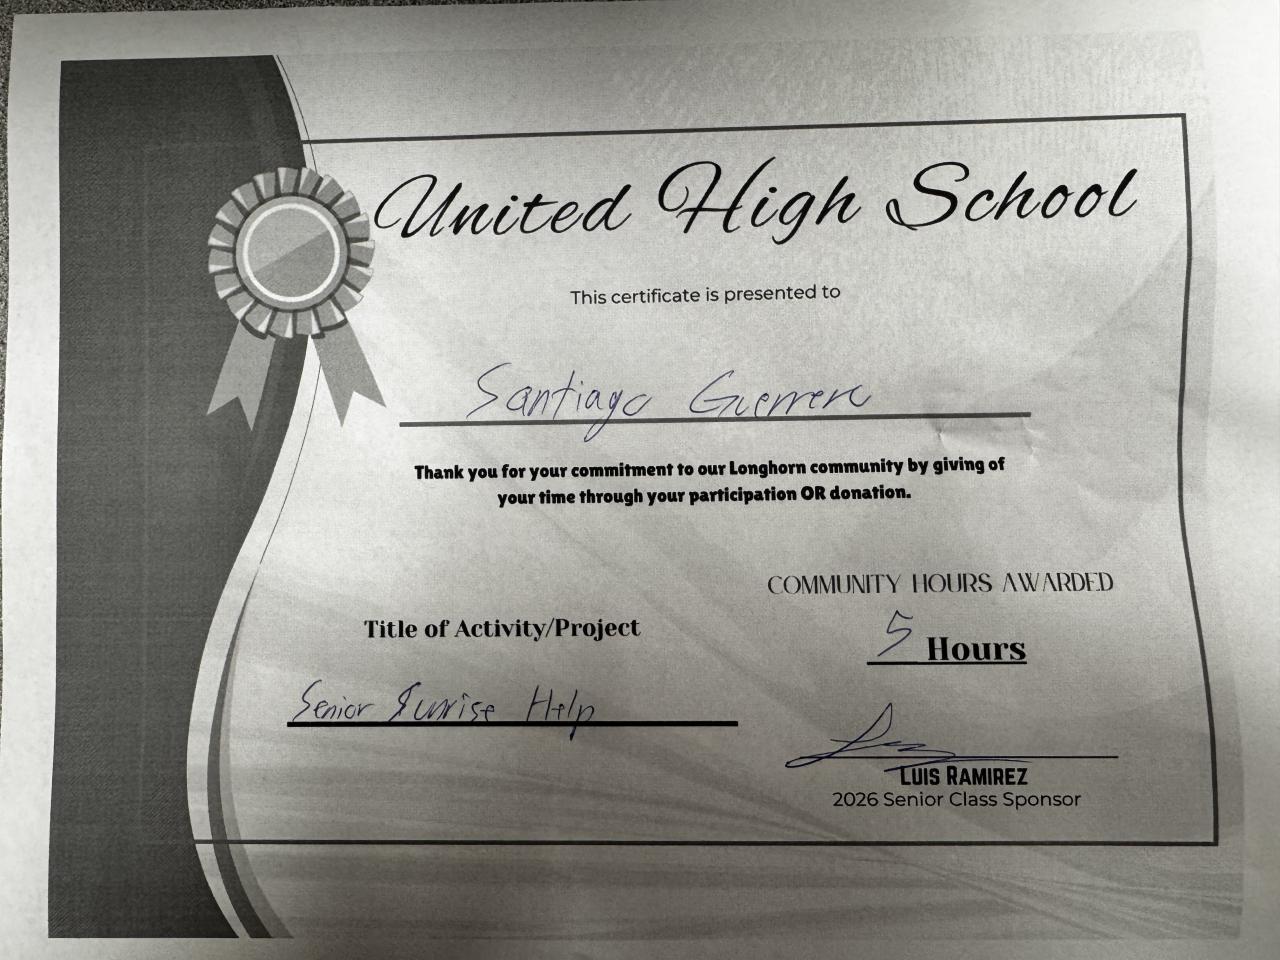 United High School
This certificate is presented to
Santiago Guerrero
Thank you for your commitment to our Longhorn community by giving of
your time through your participation OR donation.
COMMUNITY HOURS AWARDED
5 Hours
Title of Activity/Project
Senior Sunrise Help
LUIS RAMIREZ
2026 Senior Class Sponsor